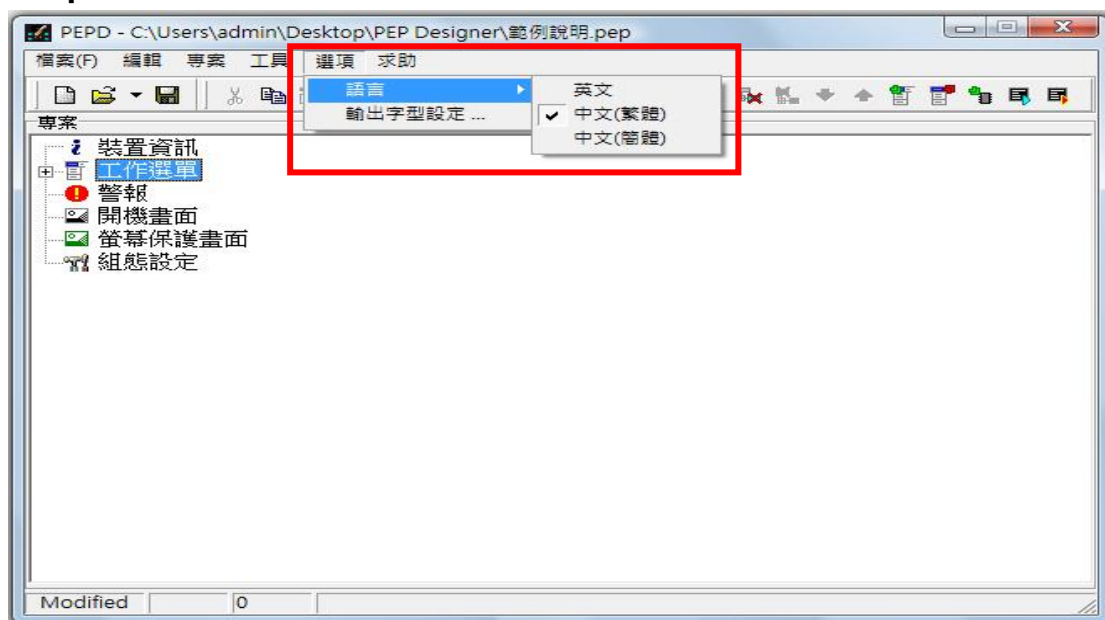 PEPD - C:\Users\admin\Desktop\PEP Designer\範例說明.pep
檔案(F) 編輯 專案 工具 選項 求助
語言
英文
輸出字型設定 ...
中文(繁體)
中文(簡體)
專案
裝置資訊
工作選單
警報
開機畫面
螢幕保護畫面
組態設定
Modified 0